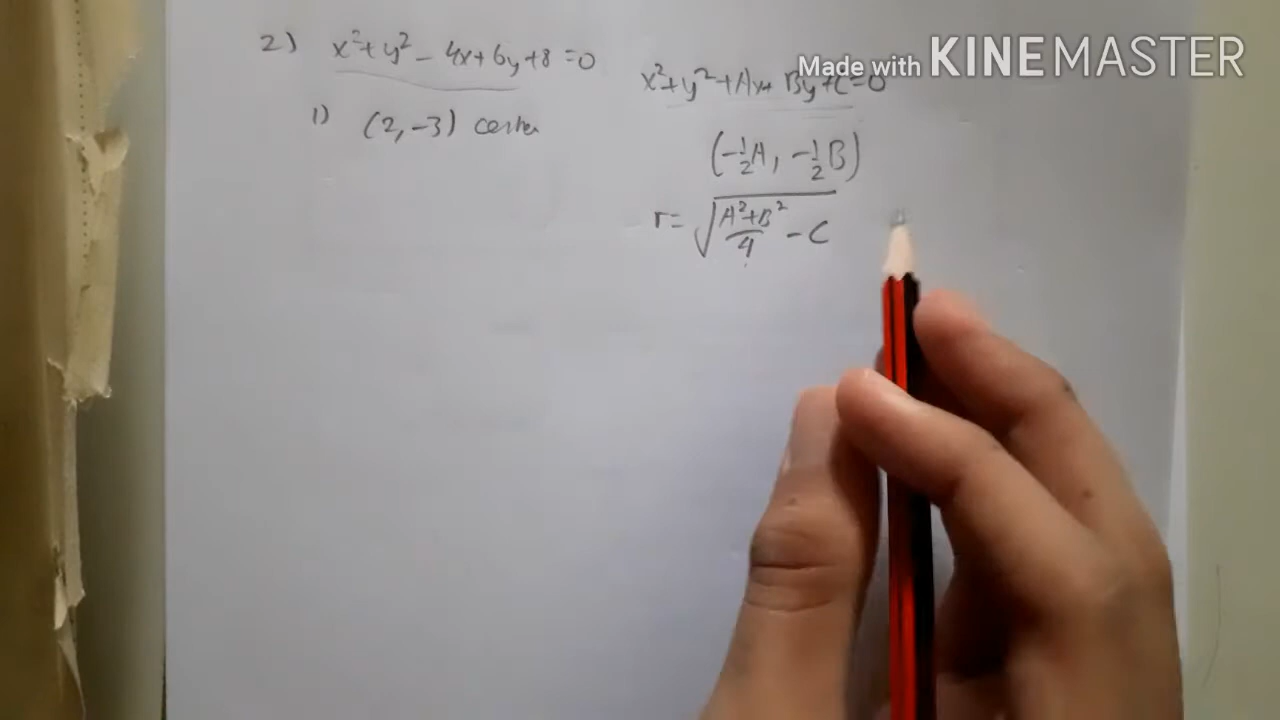 2) x²+y² - 4x+6y+8=0
1) (2,-3) center
Made with KINEMASTER
x²+y²+Ax+By+C=0
(-½A, -½B)
r= √((A²+B²)/4 - C)